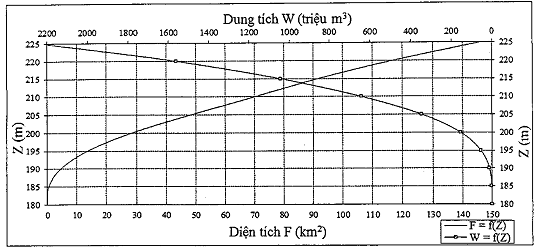 Dung tích W (triệu m³)
2200 2000 1800 1600 1400 1200 1000 800 600 400 200 0
225 225
220 220
215 215
210 210
205 205
200 200
195 195
190 190
185 185
180 180
Z (m)
Z (m)
0 10 20 30 40 50 60 70 80 90 100 110 120 130 140 150
Diện tích F (km²)
F = f(Z)
W = f(Z)